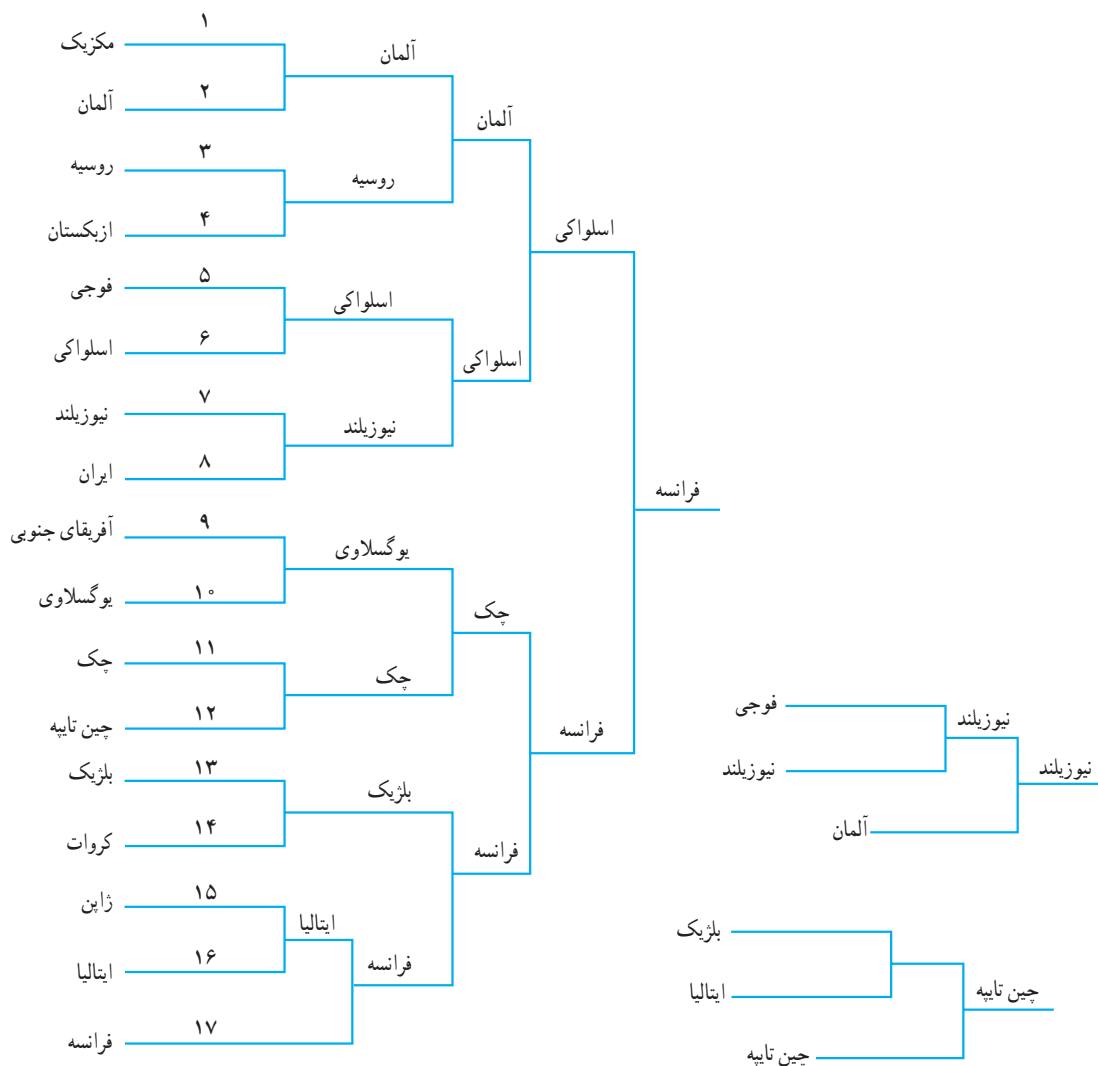 ۱
مکزیک
آلمان
۲
آلمان
آلمان
۳
روسیه
روسیه
۴
ازبکستان
اسلواکی
۵
فوجی
اسلواکی
۶
اسلواکی
اسلواکی
۷
نیوزیلند
نیوزیلند
۸
ایران
فرانسه
۹
آفریقای جنوبی
یوگسلاوی
۱۰
یوگسلاوی
چک
۱۱
چک
چک
۱۲
چین تایپه
فرانسه
۱۳
بلژیک
بلژیک
۱۴
کروات
فرانسه
۱۵
ژاپن
ایتالیا
۱۶
ایتالیا
فرانسه
۱۷
فرانسه
فوجی
نیوزیلند
نیوزیلند
نیوزیلند
آلمان
بلژیک
ایتالیا
چین تایپه
چین تایپه